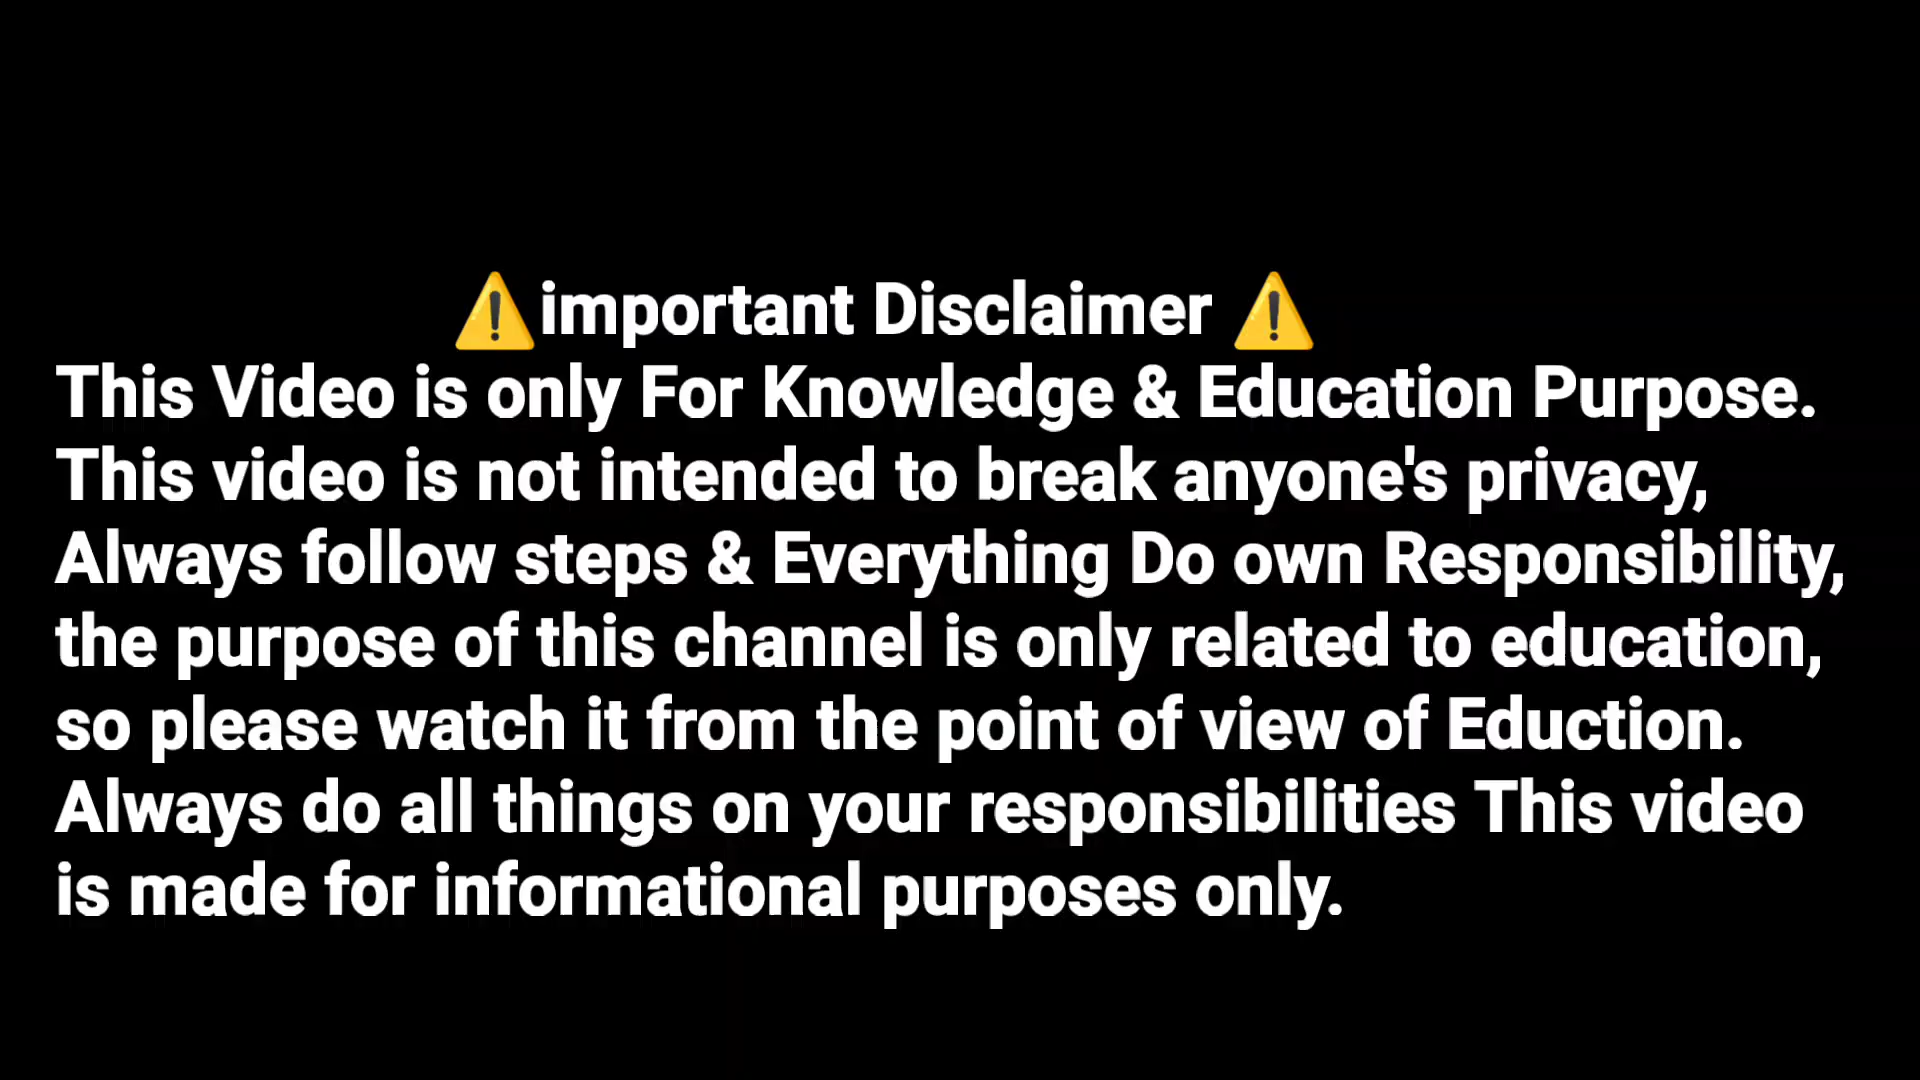 ⚠️important Disclaimer ⚠️
This Video is only For Knowledge & Education Purpose.
This video is not intended to break anyone's privacy,
Always follow steps & Everything Do own Responsibility,
the purpose of this channel is only related to education,
so please watch it from the point of view of Eduction.
Always do all things on your responsibilities This video
is made for informational purposes only.